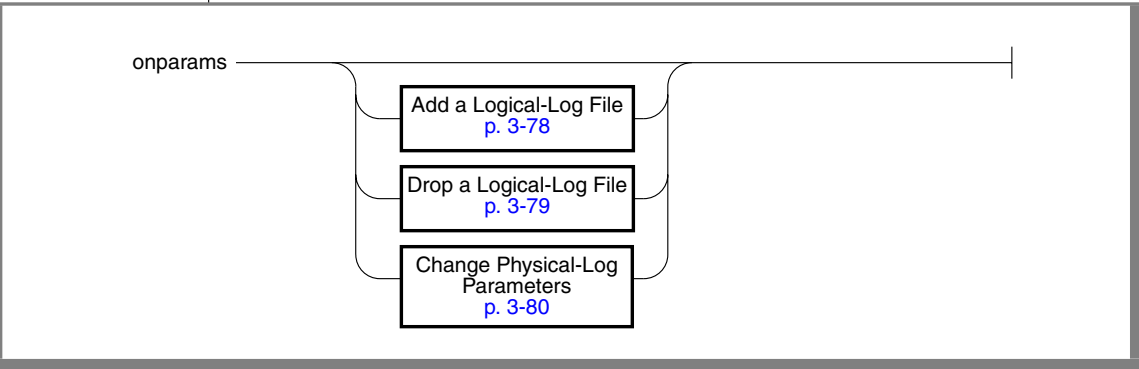 onparams
Add a Logical-Log File
p. 3-78
Drop a Logical-Log File
p. 3-79
Change Physical-Log
Parameters
p. 3-80